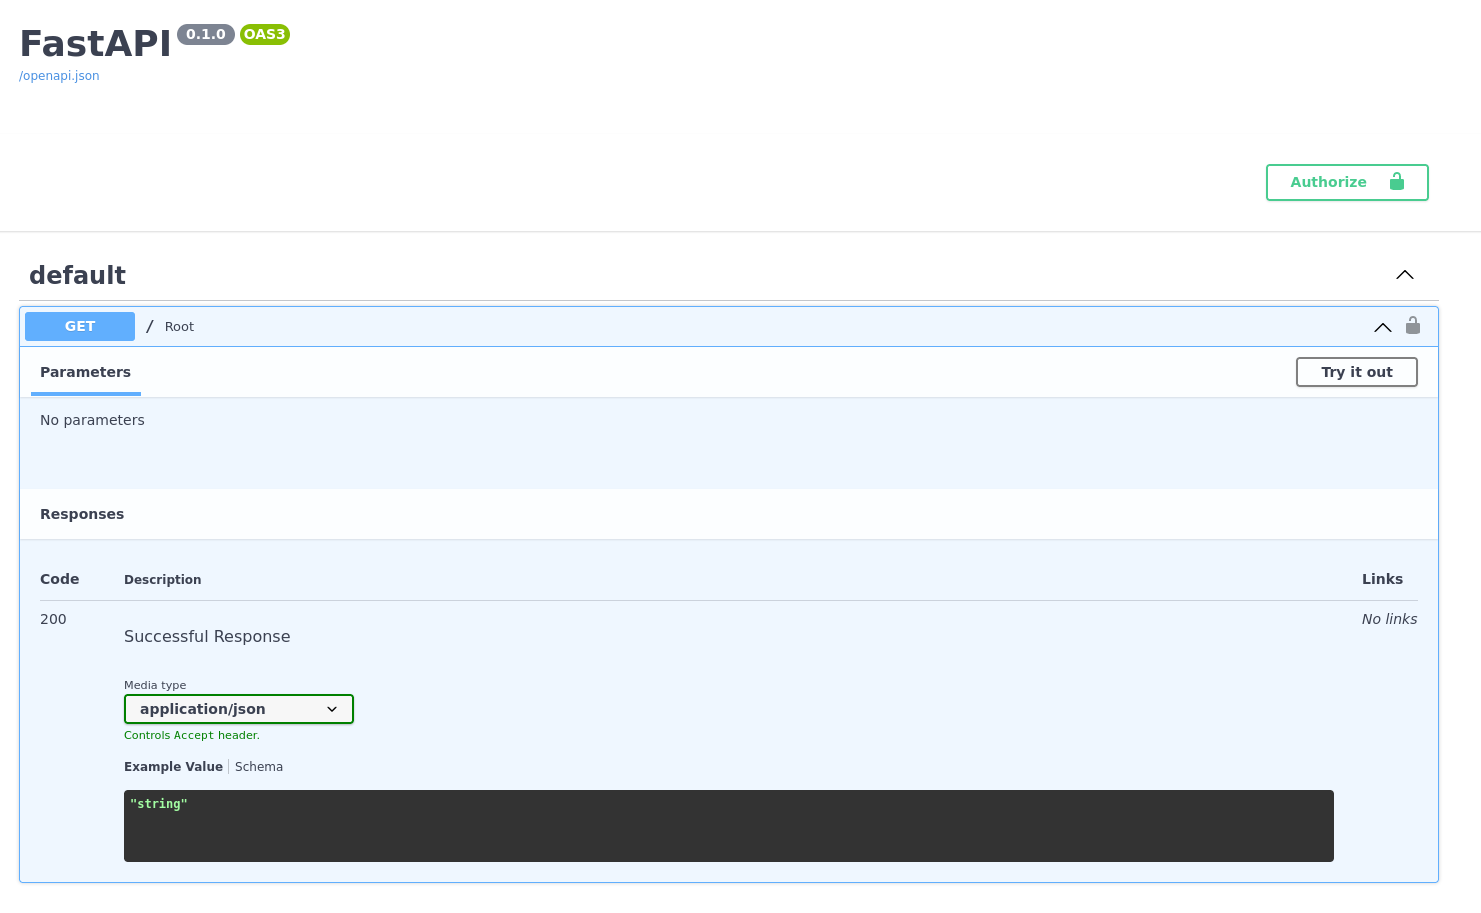 FastAPI 0.1.0 OAS3
/openapi.json
Authorize
default
GET / Root
Parameters Try it out
No parameters
Responses
Code Description Links
200 No links
Successful Response
Media type
application/json
Controls Accept header.
Example Value Schema
"string"